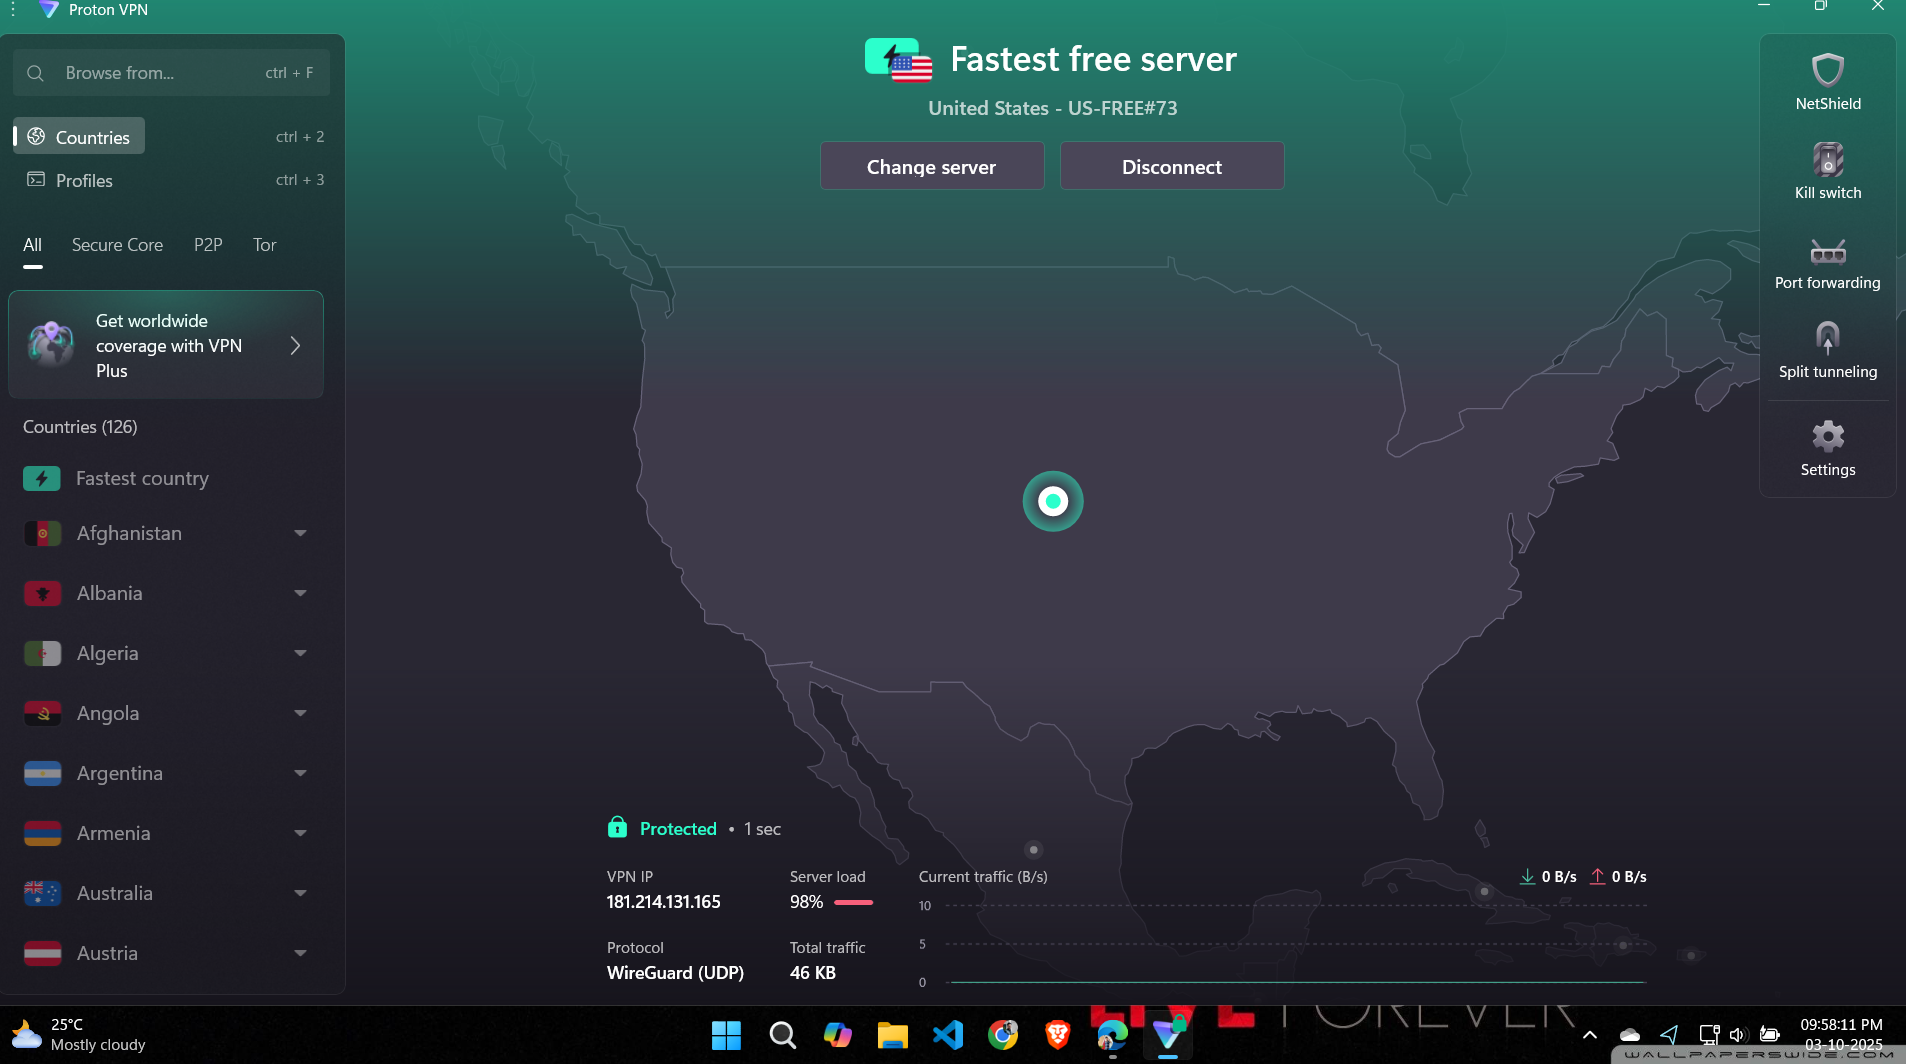 Proton VPN
Browse from...
ctrl + F
Countries
ctrl + 2
Profiles
ctrl + 3
All
Secure Core
P2P
Tor
Get worldwide
coverage with VPN
Plus
Countries (126)
Fastest country
Afghanistan
Albania
Algeria
Angola
Argentina
Armenia
Australia
Austria
Fastest free server
United States - US-FREE#73
Change server
Disconnect
NetShield
Kill switch
Port forwarding
Split tunneling
Settings
Protected • 1 sec
VPN IP
181.214.131.165
Server load
98%
Protocol
WireGuard (UDP)
Total traffic
46 KB
Current traffic (B/s)
0 B/s
0 B/s
10
5
0
25°C
Mostly cloudy
LIVE FOREVER
09:58:11 PM
03-10-2025
WALLPAPERSWIDE.COM